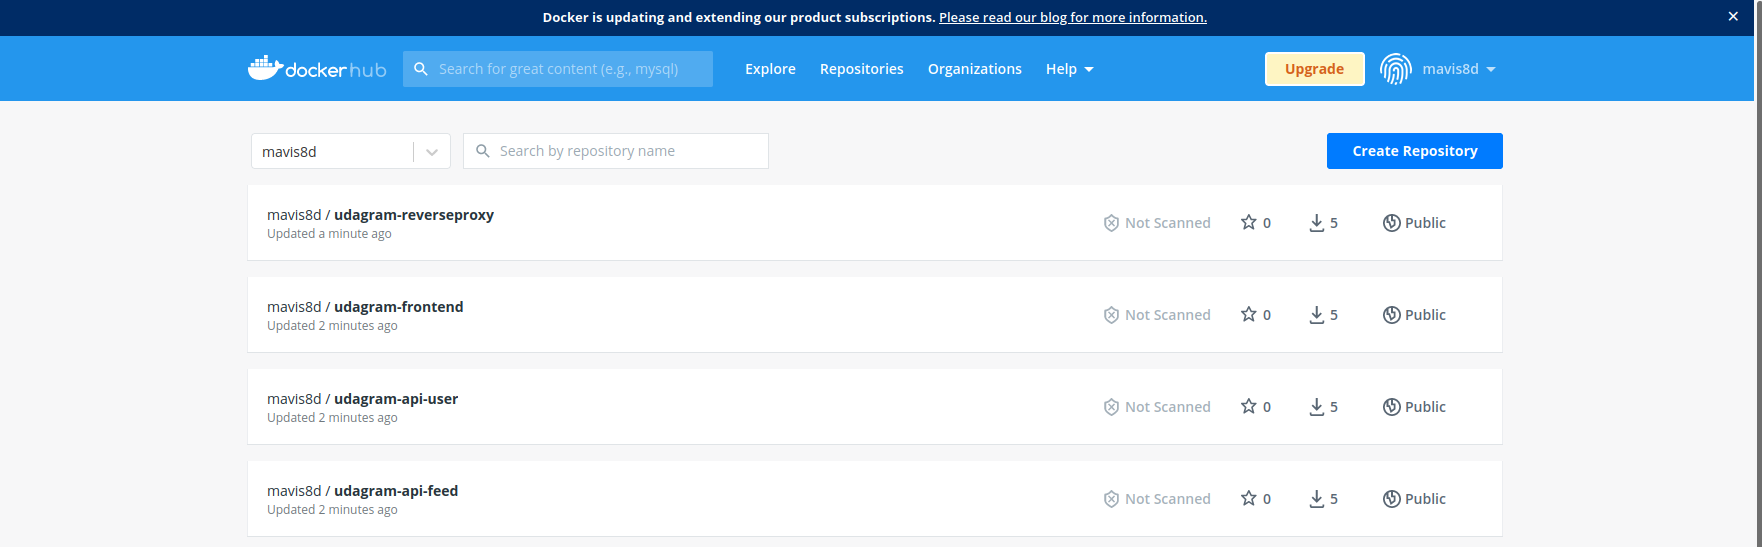 Docker is updating and extending our product subscriptions. Please read our blog for more information.
docker hub
Search for great content (e.g., mysql)
Explore
Repositories
Organizations
Help
Upgrade
mavis8d
mavis8d
Search by repository name
Create Repository
mavis8d / udagram-reverseproxy
Updated a minute ago
Not Scanned
0
5
Public
mavis8d / udagram-frontend
Updated 2 minutes ago
Not Scanned
0
5
Public
mavis8d / udagram-api-user
Updated 2 minutes ago
Not Scanned
0
5
Public
mavis8d / udagram-api-feed
Updated 2 minutes ago
Not Scanned
0
5
Public